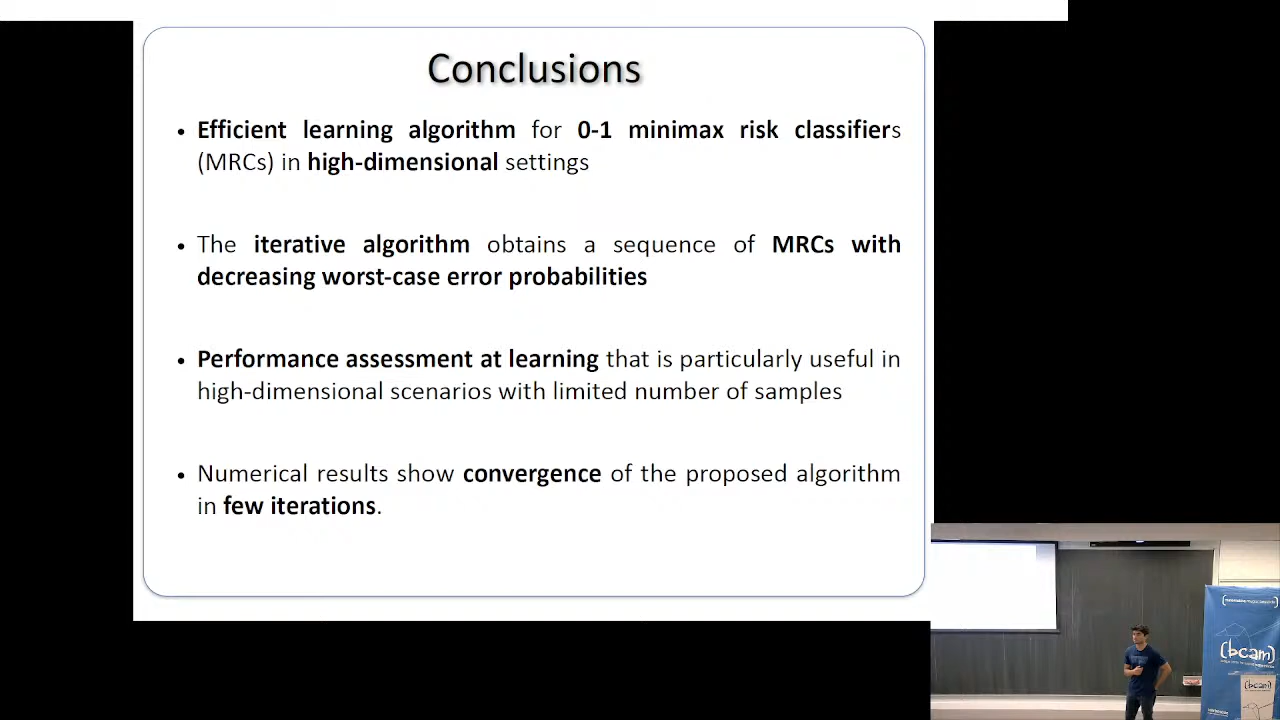 Conclusions
• Efficient learning algorithm for 0-1 minimax risk classifiers
(MRCs) in high-dimensional settings
• The iterative algorithm obtains a sequence of MRCs with
decreasing worst-case error probabilities
• Performance assessment at learning that is particularly useful in
high-dimensional scenarios with limited number of samples
• Numerical results show convergence of the proposed algorithm
in few iterations.
(bcam)
(bcam)